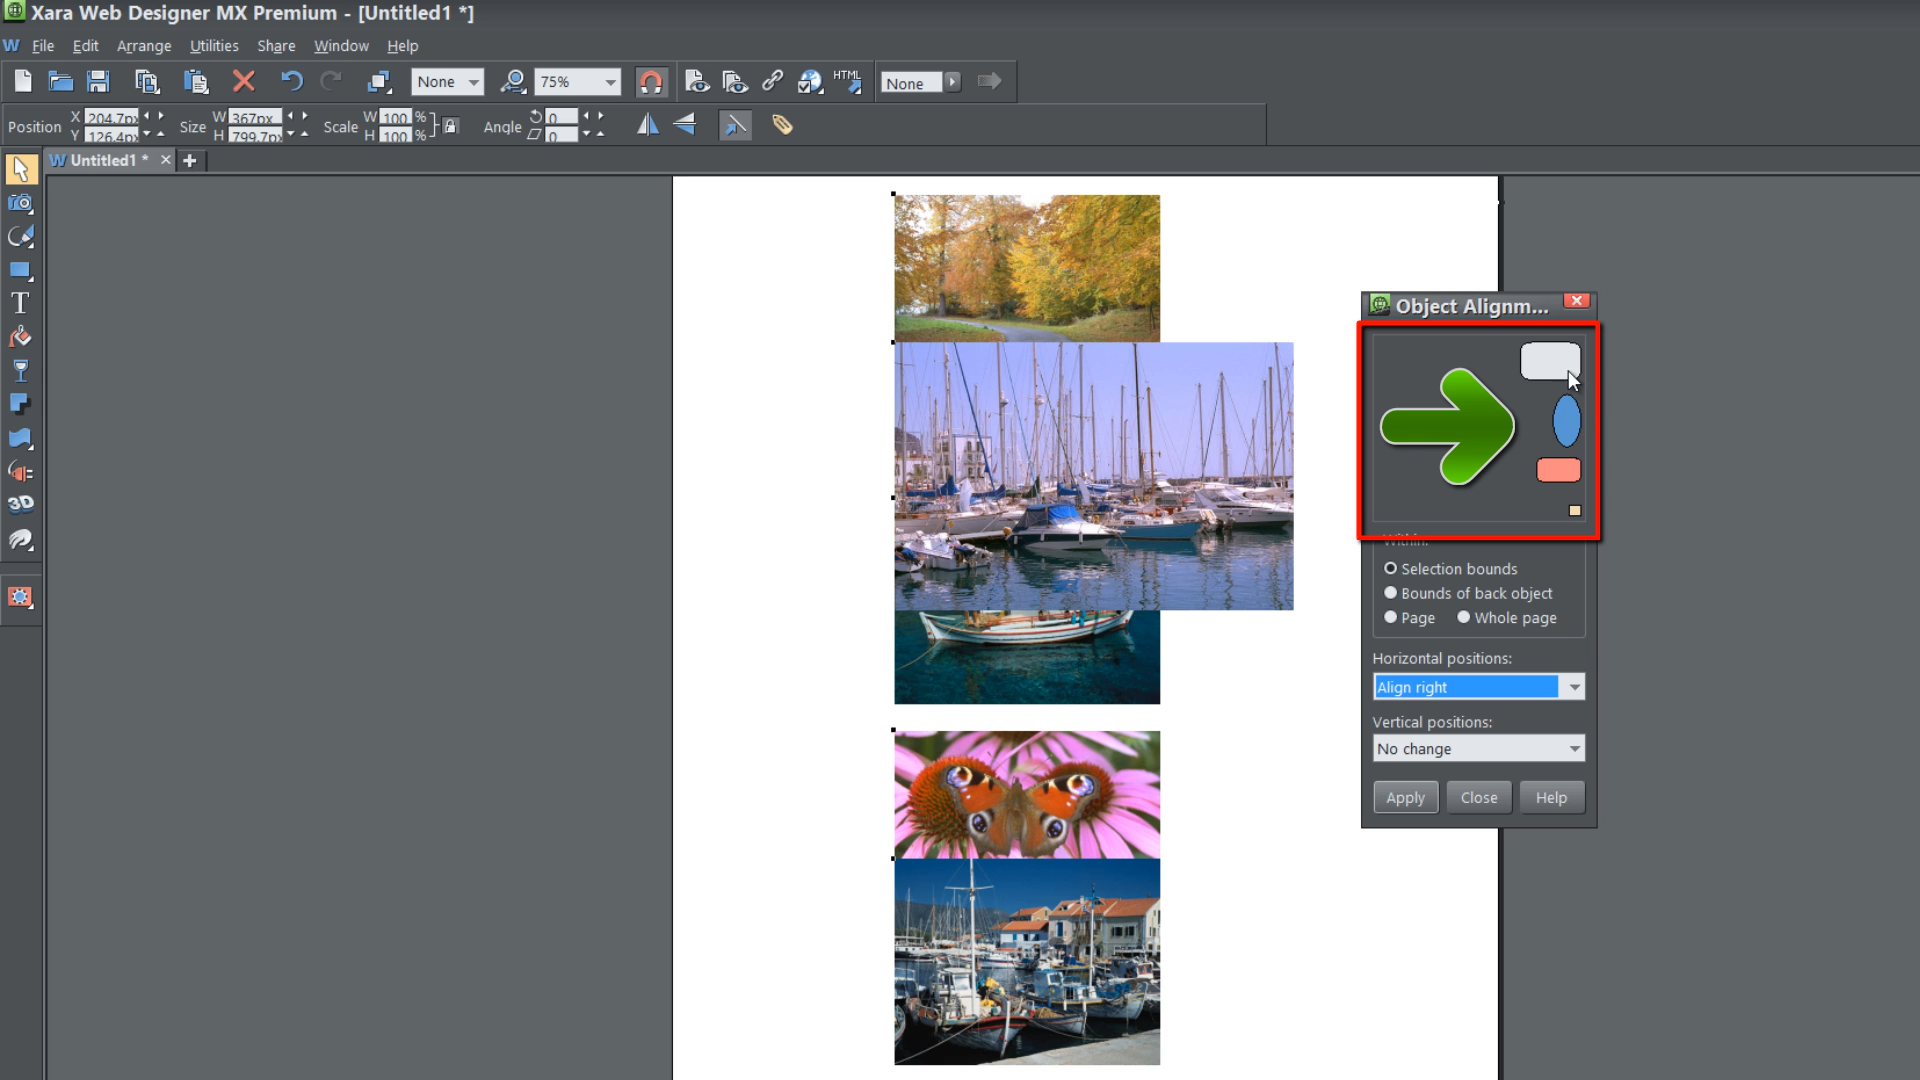 Xara Web Designer MX Premium - [Untitled1 *]
W File Edit Arrange Utilities Share Window Help
None 75% HTML None
Position X 204.7px Size W 367px Scale W 100 % Angle 0
Y 126.4px H 799.7px H 100 % 0
W Untitled1 *
T
3D
Object Alignm...
Within:
Selection bounds
Bounds of back object
Page Whole page
Horizontal positions:
Align right
Vertical positions:
No change
Apply Close Help